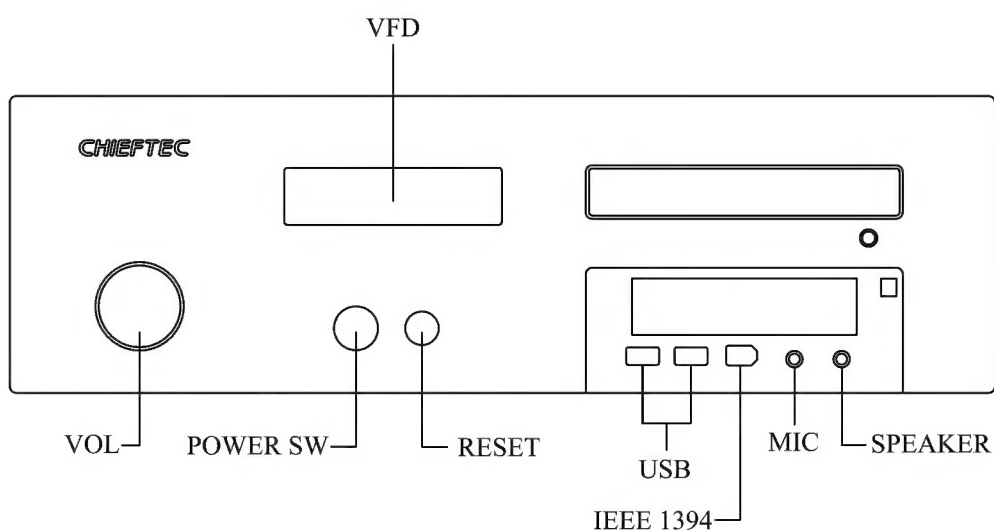 VFD
CHIEFTEC
VOL
POWER SW
RESET
USB
MIC
SPEAKER
IEEE 1394